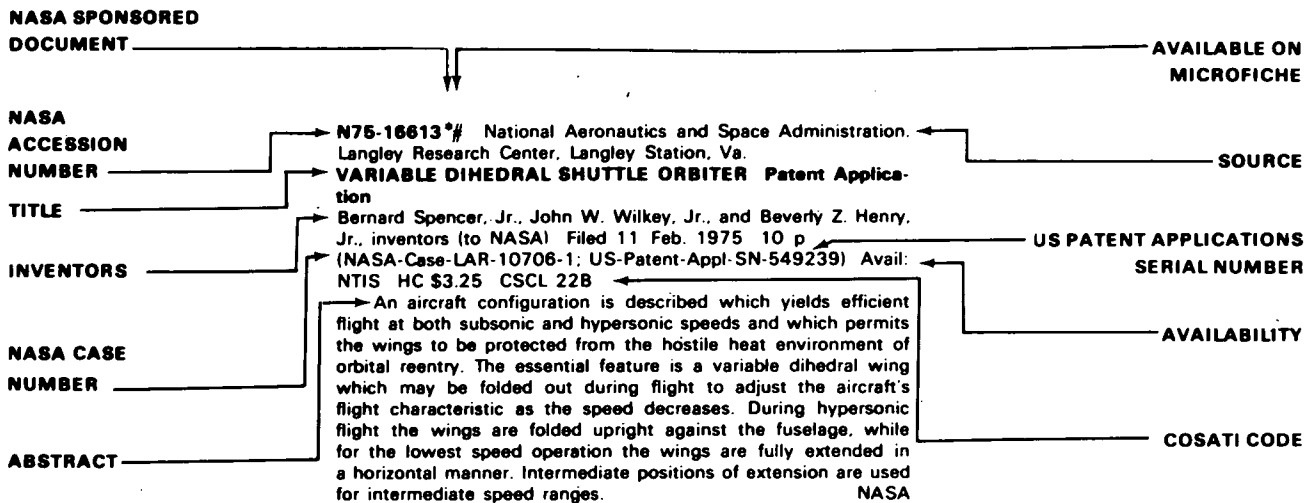 NASA SPONSORED
DOCUMENT
AVAILABLE ON
MICROFICHE
NASA
ACCESSION
NUMBER
TITLE
INVENTORS
NASA CASE
NUMBER
ABSTRACT
N75-16613*# National Aeronautics and Space Administration.
Langley Research Center, Langley Station, Va.
VARIABLE DIHEDRAL SHUTTLE ORBITER Patent Applica-
tion
Bernard Spencer, Jr., John W. Wilkey, Jr., and Beverly Z. Henry,
Jr., inventors (to NASA) Filed 11 Feb. 1975 10 p
(NASA-Case-LAR-10706-1; US-Patent-Appl-SN-549239) Avail:
NTIS HC $3.25 CSCL 22B
An aircraft configuration is described which yields efficient
flight at both subsonic and hypersonic speeds and which permits
the wings to be protected from the hostile heat environment of
orbital reentry. The essential feature is a variable dihedral wing
which may be folded out during flight to adjust the aircraft's
flight characteristic as the speed decreases. During hypersonic
flight the wings are folded upright against the fuselage, while
for the lowest speed operation the wings are fully extended in
a horizontal manner. Intermediate positions of extension are used
for intermediate speed ranges. NASA
SOURCE
US PATENT APPLICATIONS
SERIAL NUMBER
AVAILABILITY
COSATI CODE